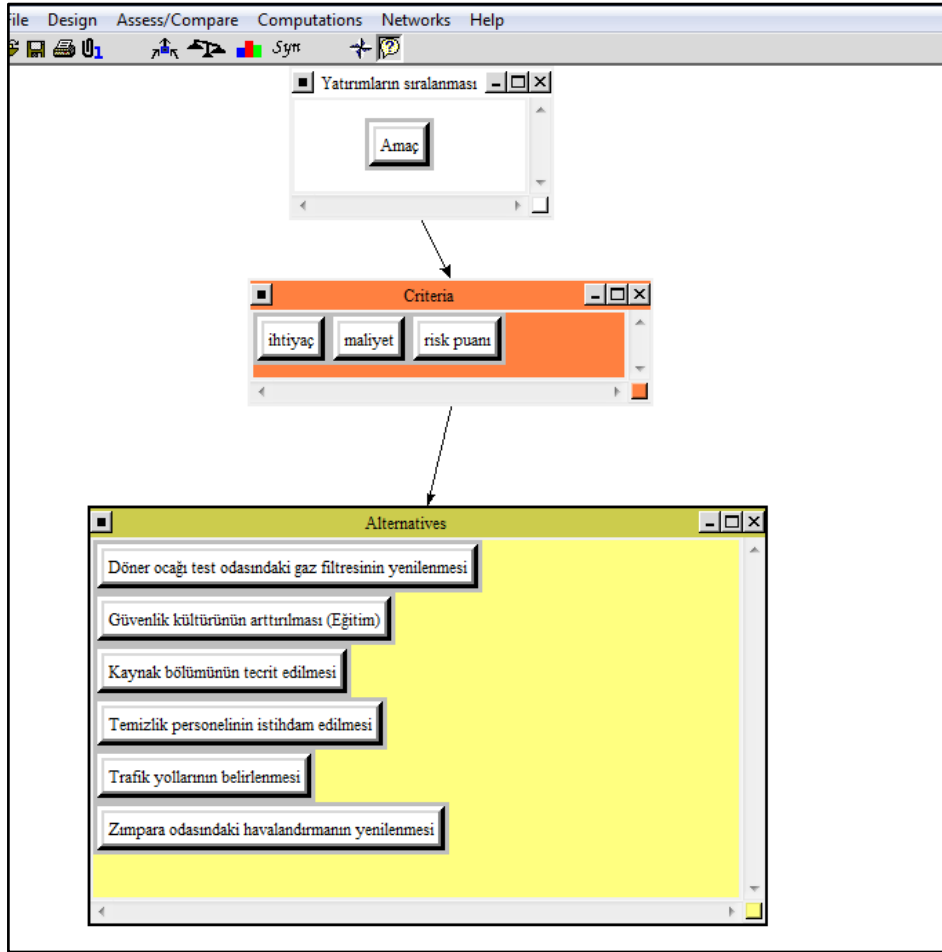 File Design Assess/Compare Computations Networks Help
Syn
Yatırımların sıralanması
Amaç
Criteria
ihtiyaç maliyet risk puanı
Alternatives
Döner ocağı test odasındaki gaz filtresinin yenilenmesi
Güvenlik kültürünün arttırılması (Eğitim)
Kaynak bölümünün tecrit edilmesi
Temizlik personelinin istihdam edilmesi
Trafik yollarının belirlenmesi
Zımpara odasındaki havalandırmanın yenilenmesi